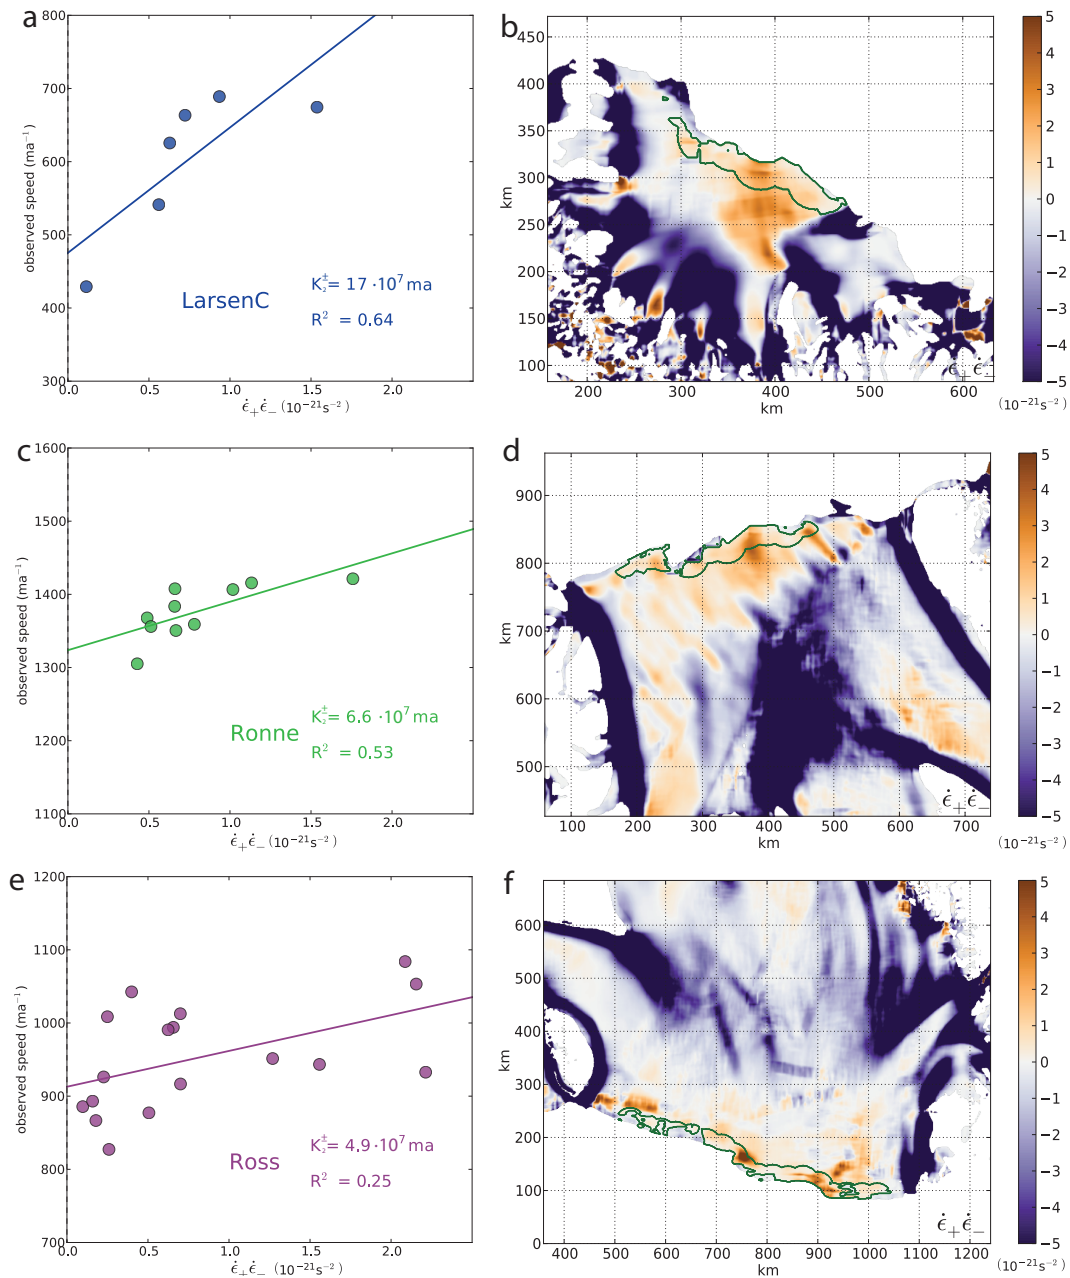 a
800
700
600
500
400
300
0.0 0.5 1.0 1.5 2.0
observed speed (ma⁻¹)
ϵ̇₊ϵ̇₋ (10⁻²¹s⁻²)
LarsenC
K₂± = 17 ·10⁷ ma
R² = 0.64
b
450
400
350
300
250
200
150
100
km
200 300 400 500 600
km
ϵ̇₊ϵ̇₋
5
4
3
2
1
0
−1
−2
−3
−4
−5
(10⁻²¹s⁻²)
c
1600
1500
1400
1300
1200
1100
0.0 0.5 1.0 1.5 2.0
observed speed (ma⁻¹)
ϵ̇₊ϵ̇₋ (10⁻²¹s⁻²)
Ronne
K₂± = 6.6 ·10⁷ ma
R² = 0.53
d
900
800
700
600
500
km
100 200 300 400 500 600 700
km
ϵ̇₊ϵ̇₋
5
4
3
2
1
0
−1
−2
−3
−4
−5
(10⁻²¹s⁻²)
e
1200
1100
1000
900
800
700
0.0 0.5 1.0 1.5 2.0
observed speed (ma⁻¹)
ϵ̇₊ϵ̇₋ (10⁻²¹s⁻²)
Ross
K₂± = 4.9 ·10⁷ ma
R² = 0.25
f
600
500
400
300
200
100
0
km
400 500 600 700 800 900 1000 1100 1200
km
ϵ̇₊ϵ̇₋
5
4
3
2
1
0
−1
−2
−3
−4
−5
(10⁻²¹s⁻²)